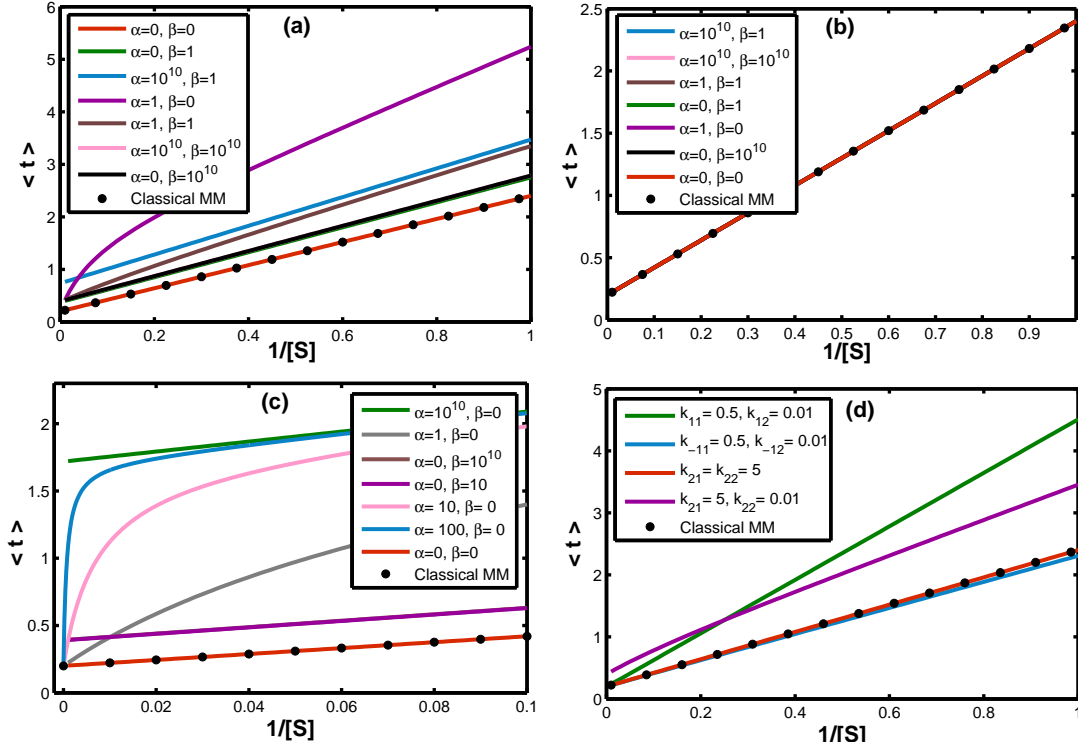 (a)
6
5
4
3
2
1
0
< t >
α=0, β=0
α=0, β=1
α=10¹⁰, β=1
α=1, β=0
α=1, β=1
α=10¹⁰, β=10¹⁰
α=0, β=10¹⁰
Classical MM
0 0.2 0.4 0.6 0.8 1
1/[S]
(b)
2.5
2
1.5
1
0.5
0
< t >
α=10¹⁰, β=1
α=10¹⁰, β=10¹⁰
α=1, β=1
α=0, β=1
α=1, β=0
α=0, β=10¹⁰
α=0, β=0
Classical MM
0 0.1 0.2 0.3 0.4 0.5 0.6 0.7 0.8 0.9
1/[S]
(c)
2
1.5
1
0.5
0
< t >
α=10¹⁰, β=0
α=1, β=0
α=0, β=10¹⁰
α=0, β=10
α= 10, β= 0
α= 100, β= 0
α=0, β=0
Classical MM
0 0.02 0.04 0.06 0.08 0.1
1/[S]
(d)
5
4
3
2
1
0
< t >
k₁₁= 0.5, k₁₂= 0.01
k₋₁₁= 0.5, k₋₁₂= 0.01
k₂₁= k₂₂= 5
k₂₁= 5, k₂₂= 0.01
Classical MM
0 0.2 0.4 0.6 0.8 1
1/[S]